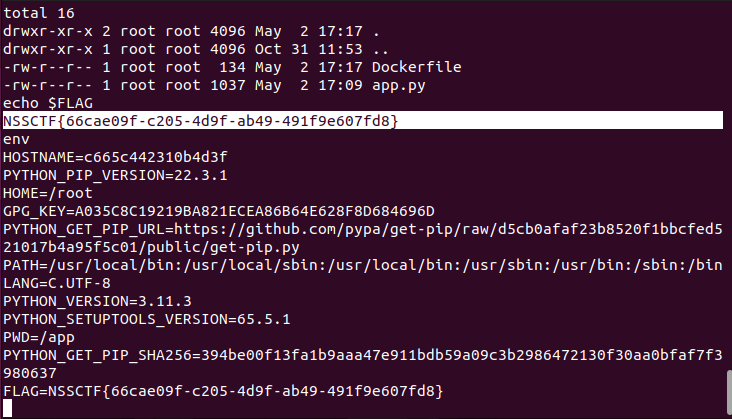 total 16
drwxr-xr-x 2 root root 4096 May  2 17:17 .
drwxr-xr-x 1 root root 4096 Oct 31 11:53 ..
-rw-r--r-- 1 root root  134 May  2 17:17 Dockerfile
-rw-r--r-- 1 root root 1037 May  2 17:09 app.py
echo $FLAG
NSSCTF{66cae09f-c205-4d9f-ab49-491f9e607fd8}
env
HOSTNAME=c665c442310b4d3f
PYTHON_PIP_VERSION=22.3.1
HOME=/root
GPG_KEY=A035C8C19219BA821ECEA86B64E628F8D684696D
PYTHON_GET_PIP_URL=https://github.com/pypa/get-pip/raw/d5cb0afaf23b8520f1bbcfed5
21017b4a95f5c01/public/get-pip.py
PATH=/usr/local/bin:/usr/local/sbin:/usr/local/bin:/usr/sbin:/usr/bin:/sbin:/bin
LANG=C.UTF-8
PYTHON_VERSION=3.11.3
PYTHON_SETUPTOOLS_VERSION=65.5.1
PWD=/app
PYTHON_GET_PIP_SHA256=394be00f13fa1b9aaa47e911bdb59a09c3b2986472130f30aa0bfaf7f3
980637
FLAG=NSSCTF{66cae09f-c205-4d9f-ab49-491f9e607fd8}